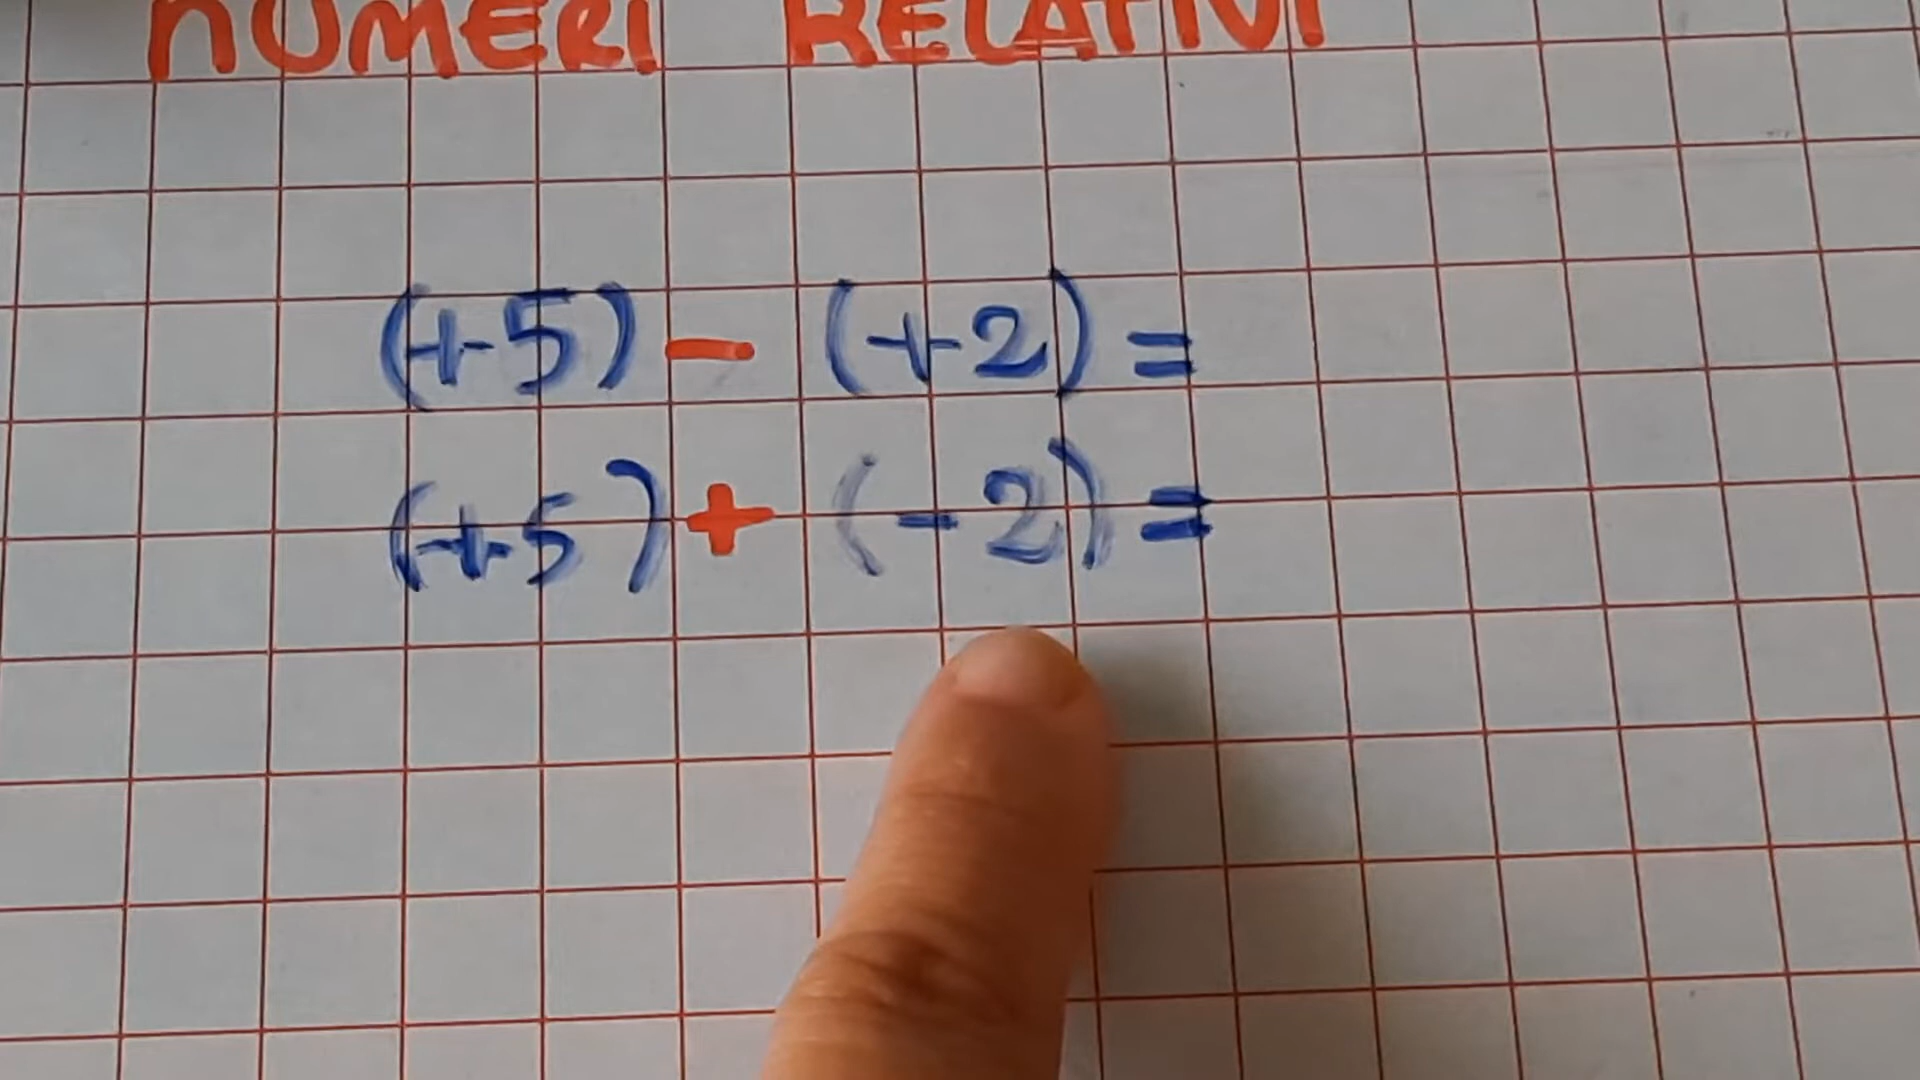 NUMERI RELATIVI
(+5) - (+2) =
(+5) + (-2) =